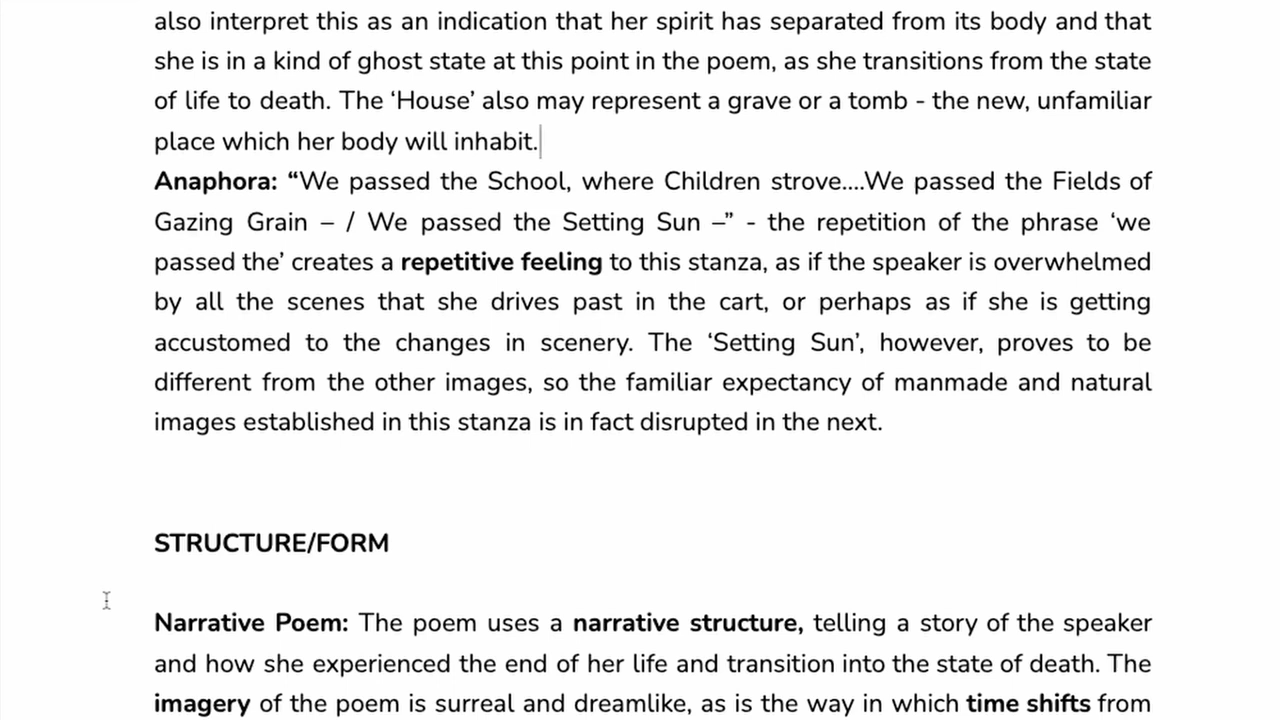 also interpret this as an indication that her spirit has separated from its body and that
she is in a kind of ghost state at this point in the poem, as she transitions from the state
of life to death. The ‘House’ also may represent a grave or a tomb - the new, unfamiliar
place which her body will inhabit.
Anaphora: “We passed the School, where Children strove....We passed the Fields of
Gazing Grain – / We passed the Setting Sun –” - the repetition of the phrase ‘we
passed the’ creates a repetitive feeling to this stanza, as if the speaker is overwhelmed
by all the scenes that she drives past in the cart, or perhaps as if she is getting
accustomed to the changes in scenery. The ‘Setting Sun’, however, proves to be
different from the other images, so the familiar expectancy of manmade and natural
images established in this stanza is in fact disrupted in the next.
STRUCTURE/FORM
Narrative Poem: The poem uses a narrative structure, telling a story of the speaker
and how she experienced the end of her life and transition into the state of death. The
imagery of the poem is surreal and dreamlike, as is the way in which time shifts from